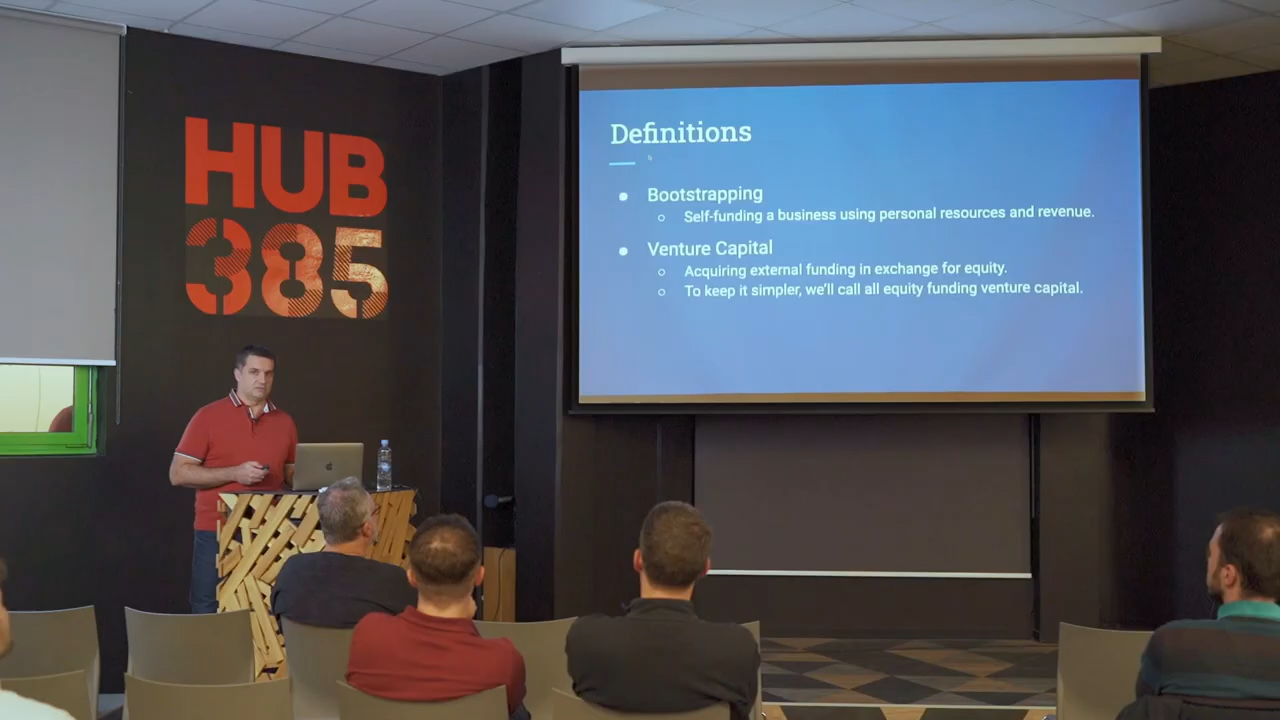 HUB
385
Definitions
Bootstrapping
Self-funding a business using personal resources and revenue.
Venture Capital
Acquiring external funding in exchange for equity.
To keep it simpler, we'll call all equity funding venture capital.